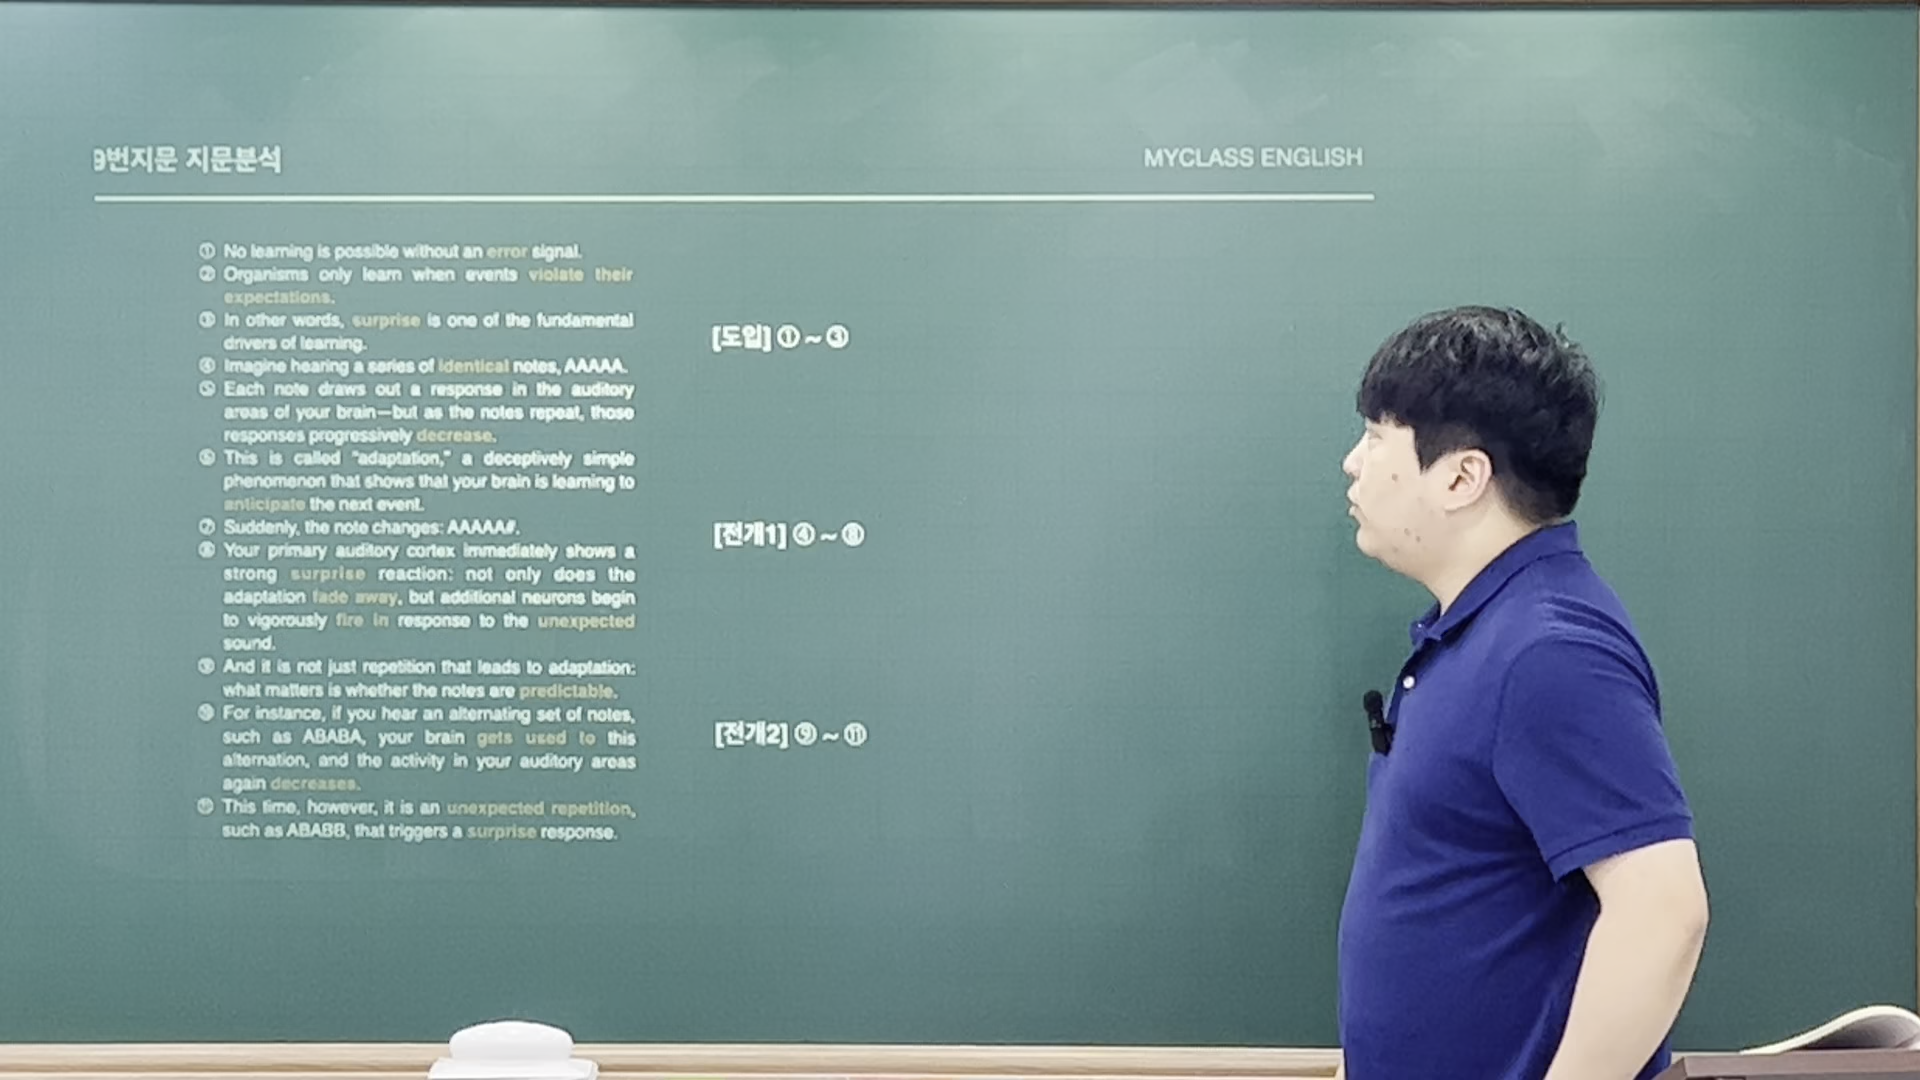 9번지문 지문분석
MYCLASS ENGLISH
① No learning is possible without an error signal.
② Organisms only learn when events violate their
expectations.
③ In other words, surprise is one of the fundamental
drivers of learning.
④ Imagine hearing a series of identical notes, AAAAA.
⑤ Each note draws out a response in the auditory
areas of your brain—but as the notes repeat, those
responses progressively decrease.
⑥ This is called "adaptation," a deceptively simple
phenomenon that shows that your brain is learning to
anticipate the next event.
⑦ Suddenly, the note changes: AAAAA#.
⑧ Your primary auditory cortex immediately shows a
strong surprise reaction: not only does the
adaptation fade away, but additional neurons begin
to vigorously fire in response to the unexpected
sound.
⑨ And it is not just repetition that leads to adaptation:
what matters is whether the notes are predictable.
⑩ For instance, if you hear an alternating set of notes,
such as ABABA, your brain gets used to this
alternation, and the activity in your auditory areas
again decreases.
⑪ This time, however, it is an unexpected repetition,
such as ABABB, that triggers a surprise response.
[도입] ① ~ ③
[전개1] ④ ~ ⑧
[전개2] ⑨ ~ ⑪